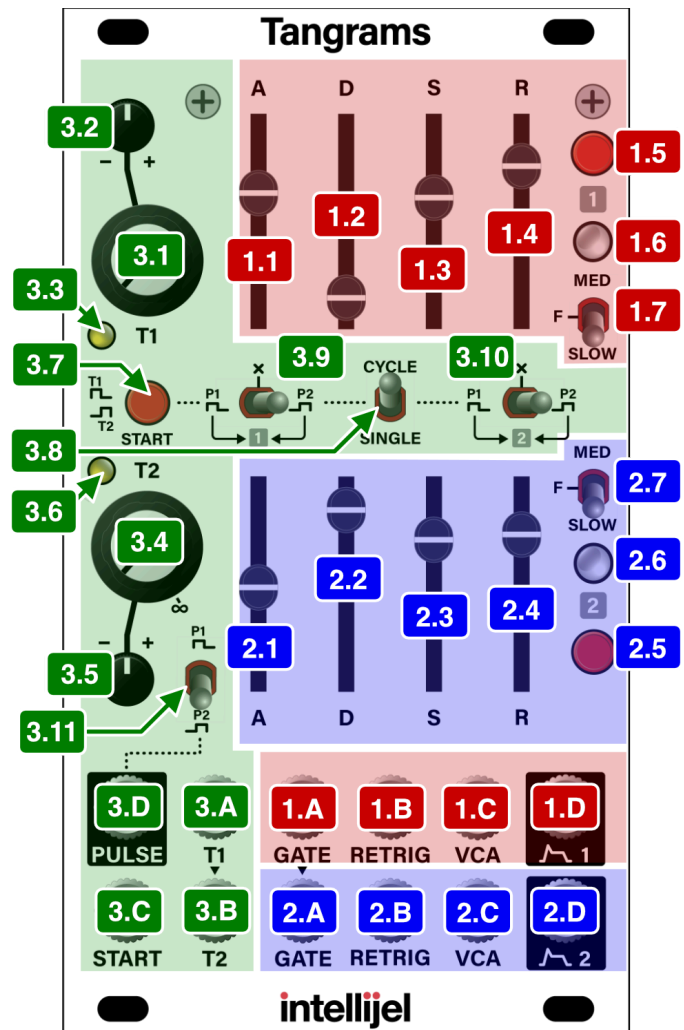 Tangrams
A D S R
3.2
1.5
− +
1
1.2
3.1
1.4
1.6
1.1
1.3
MED
3.3
F
1.7
T1
SLOW
3.7
3.9
CYCLE
3.10
T1
x
x
P1
P2
P1
P2
T2
START
1
SINGLE
2
3.8
MED
T2
F
2.7
3.6
SLOW
3.4
2.6
2.2
2.3
2.4
∞
2
− +
P1
2.1
2.5
3.5
P2
A D S R
3.11
3.D 3.A 1.A 1.B 1.C 1.D
PULSE T1 GATE RETRIG VCA 1
3.C 3.B 2.A 2.B 2.C 2.D
START T2 GATE RETRIG VCA 2
intellijel